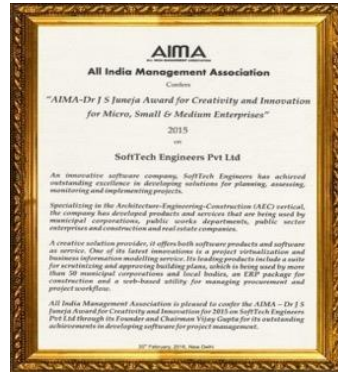 AIMA
ALL INDIA MANAGEMENT ASSOCIATION
All India Management Association
Confers
"AIMA-Dr J S Juneja Award for Creativity and Innovation
for Micro, Small & Medium Enterprises"
2015
on
SoftTech Engineers Pvt Ltd
An innovative software company, SoftTech Engineers has achieved
outstanding excellence in developing solutions for planning, assessing,
monitoring and implementing projects.
Specializing in the Architecture-Engineering-Construction (AEC) vertical,
the company has developed products and services that are being used by
municipal corporations, public works departments, public sector
enterprises and construction and real estate companies.
A creative solution provider, it offers both software products and software
as service. One of its latest innovations is a project virtualization and
business information modelling service. Its leading products include a suite
for scrutinizing and approving building plans, which is being used by more
than 50 municipal corporations and local bodies, an ERP package for
construction and a web-based utility for managing procurement and
project workflow.
All India Management Association is pleased to confer the AIMA – Dr J S
Juneja Award for Creativity and Innovation for 2015 on SoftTech Engineers
Pvt Ltd through its Founder and Chairman Vijay Gupta for its outstanding
achievements in developing software for project management.
20th February, 2016, New Delhi